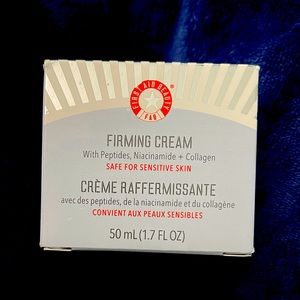 FIRST AID BEAUTY
FAB
FIRMING CREAM
With Peptides, Niacinamide + Collagen
SAFE FOR SENSITIVE SKIN
CRÈME RAFFERMISSANTE
avec des peptides, de la niacinamide et du collagène
CONVIENT AUX PEAUX SENSIBLES
50 mL (1.7 FL OZ)